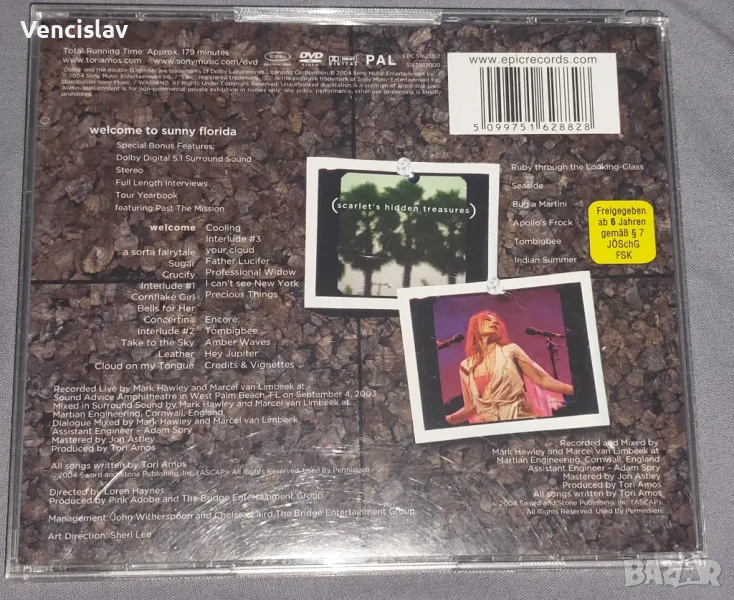 Vencislav
Total Running Time: Approx. 179 minutes
www.toriamos.com www.sonymusic.com/dvd
DVD
DOLBY DIGITAL
PAL
EPC 516288 2
www.epicrecords.com
5 099751 628828
welcome to sunny florida
Special Bonus Features:
Dolby Digital 5.1 Surround Sound
Stereo
Full Length Interviews
Tour Yearbook
featuring Past The Mission
welcome
a sorta fairytale
Sugar
Crucify
Interlude #1
Cornflake Girl
Bells for Her
Concertina
Interlude #2
Take to the Sky
Leather
Cloud on my Tongue
Cooling
Interlude #3
your cloud
Father Lucifer
Professional Widow
I can't see New York
Precious Things
Encore:
Tombigbee
Amber Waves
Hey Jupiter
Credits & Vignettes
(scarlet's hidden treasures)
Ruby through the Looking-Glass
Seaside
Bug a Martini
Apollo's Frock
Tombigbee
Indian Summer
Freigegeben
ab 6 Jahren
gemäß § 7
JÖSchG
FSK
Recorded Live by Mark Hawley and Marcel van Limbeek at
Sound Advice Amphitheatre in West Palm Beach, FL on September 4, 2003
Mixed in Surround Sound by Mark Hawley and Marcel van Limbeek at
Martian Engineering, Cornwall, England
Dialogue Mixed by Mark Hawley and Marcel van Limbeek
Assistant Engineer - Adam Spry
Mastered by Jon Astley
Produced by Tori Amos
All songs written by Tori Amos
©2004 Sword and Stone Publishing, Inc. (ASCAP). All Rights Reserved. Used By Permission.
Directed by Loren Haynes
Produced by Pink Adobe and The Bridge Entertainment Group
Management: John Witherspoon and Chelsea Laird The Bridge Entertainment Group
Art Direction: Sheri Lee
Recorded and Mixed by
Mark Hawley and Marcel van Limbeek at
Martian Engineering, Cornwall, England
Assistant Engineer - Adam Spry
Mastered by Jon Astley
Produced by Tori Amos
All songs written by Tori Amos
©2004 Sword and Stone Publishing, Inc. (ASCAP).
All Rights Reserved. Used By Permission.
BAZAR